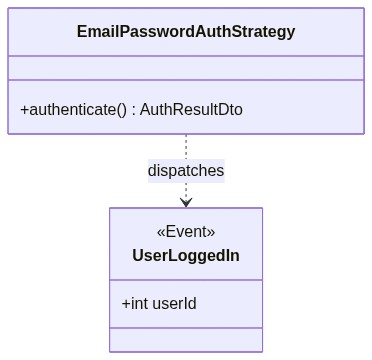 EmailPasswordAuthStrategy
+authenticate() : AuthResultDto
dispatches
«Event»
UserLoggedIn
+int userId